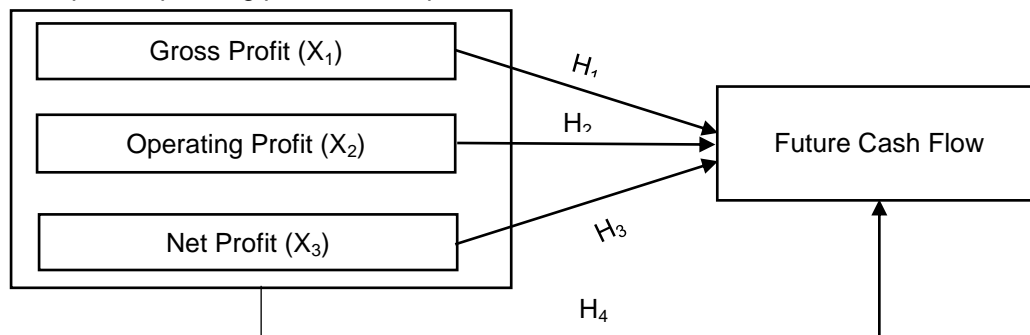 Gross Profit (X₁)
H₁
H₂
Operating Profit (X₂)
Future Cash Flow
Net Profit (X₃)
H₃
H₄